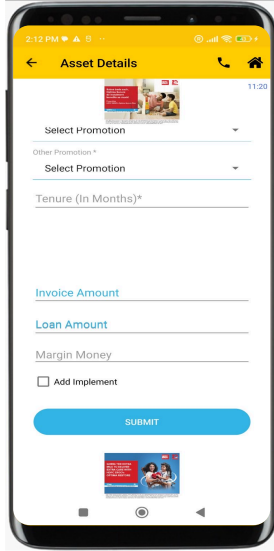 2:12 PM
Asset Details
11:20
Select Promotion
Other Promotion *
Select Promotion
Tenure (In Months)*
Invoice Amount
Loan Amount
Margin Money
Add Implement
SUBMIT